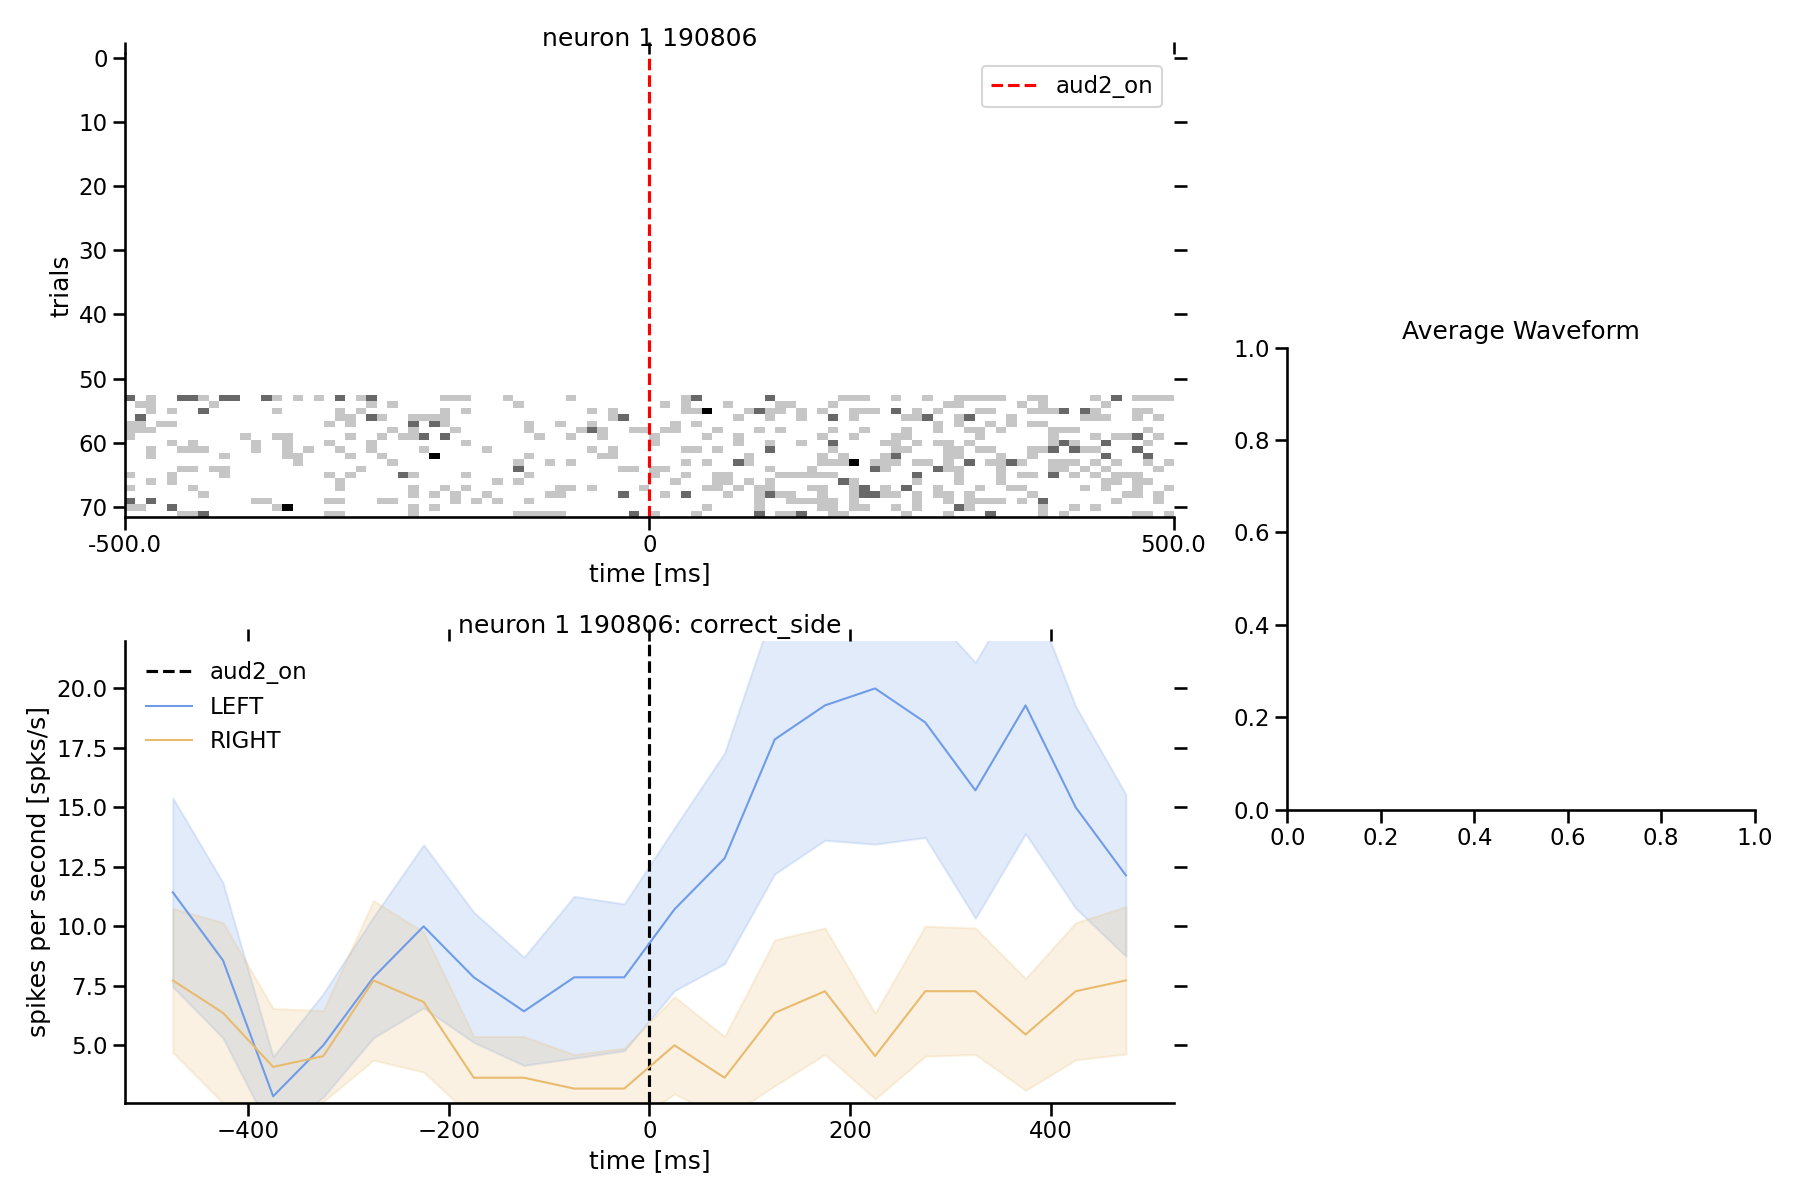 neuron 1 190806
aud2_on
0
10
20
30
40
50
60
70
trials
-500.0
0
500.0
time [ms]
Average Waveform
1.0
0.8
0.6
0.4
0.2
0.0
0.0 0.2 0.4 0.6 0.8 1.0
neuron 1 190806: correct_side
aud2_on
LEFT
RIGHT
20.0
17.5
15.0
12.5
10.0
7.5
5.0
spikes per second [spks/s]
−400 −200 0 200 400
time [ms]